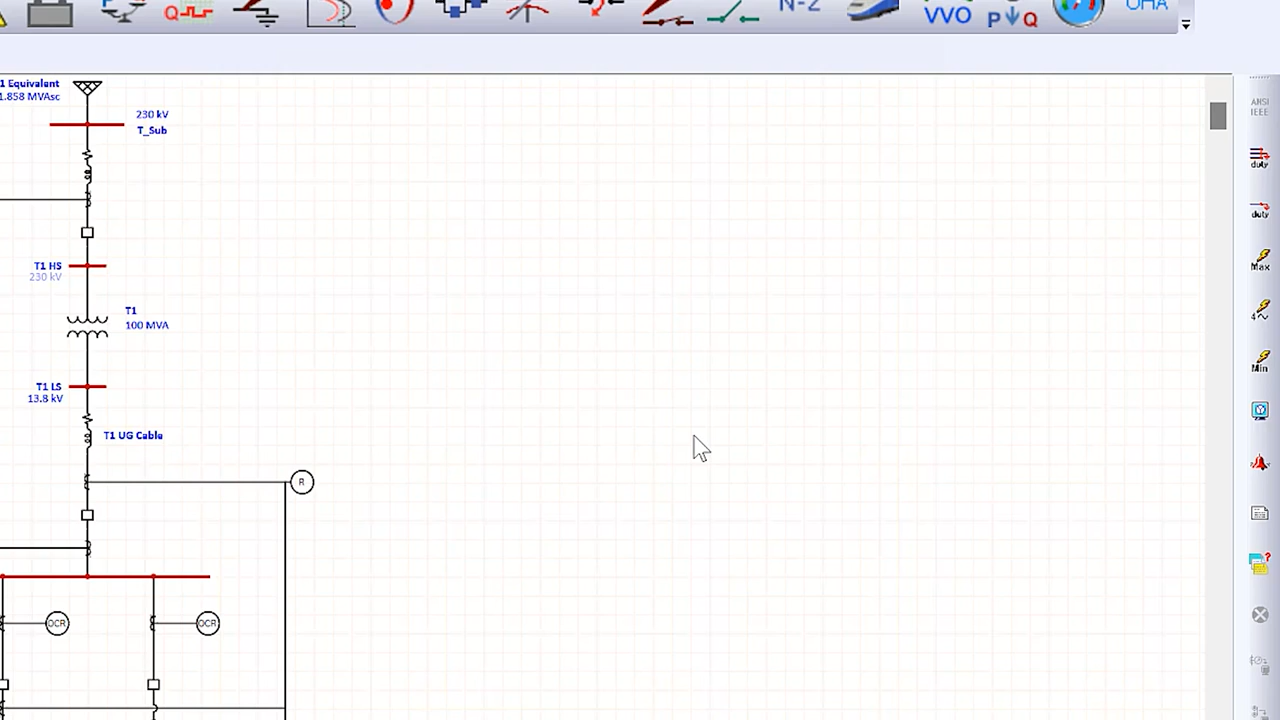 Q
N-2
VVO
P Q
OHA
1 Equivalent
1.858 MVAsc
230 kV
T_Sub
T1 HS
230 kV
T1
100 MVA
T1 LS
13.8 kV
T1 UG Cable
R
OCR
OCR
ANSI
IEEE
duty
duty
Max
4
Min
?